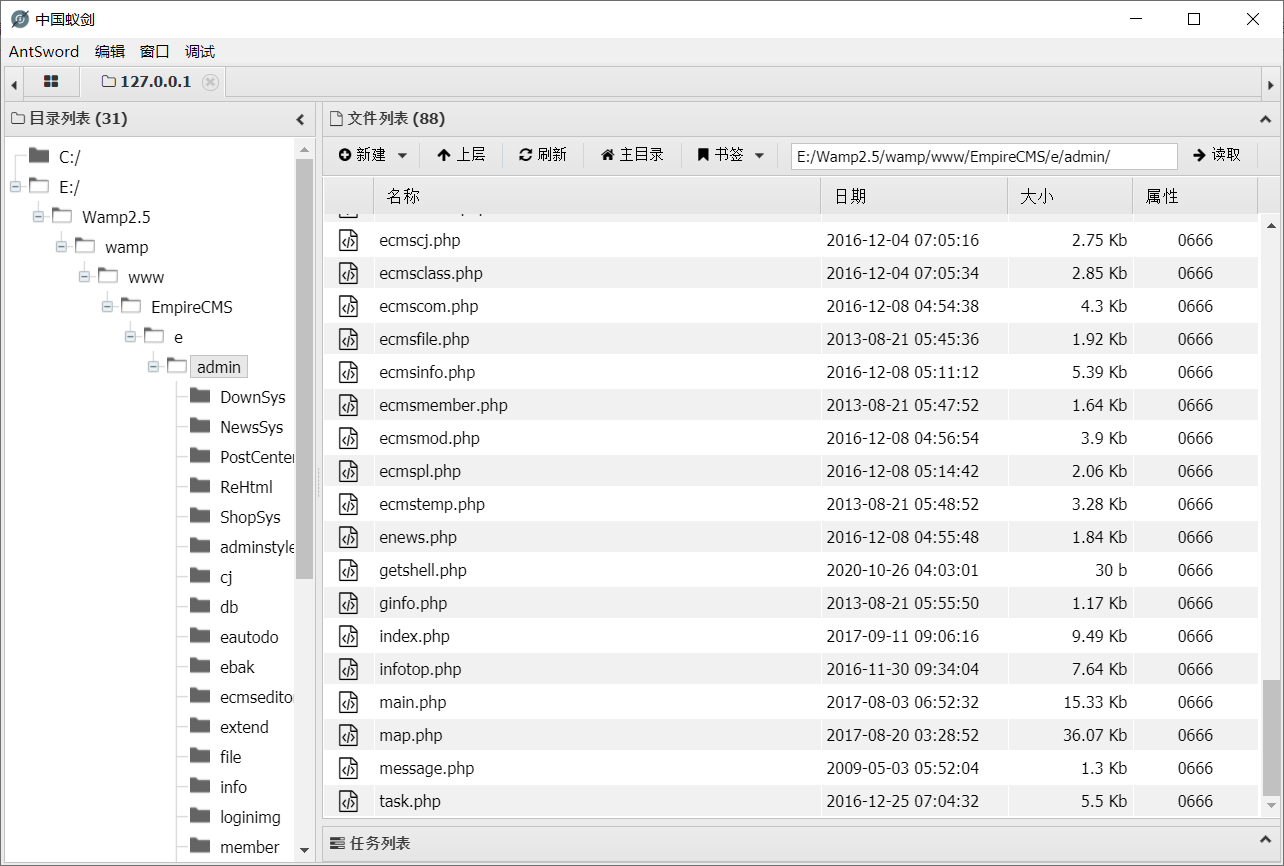 中国蚁剑
AntSword 编辑 窗口 调试
127.0.0.1
目录列表 (31)
C:/
E:/
Wamp2.5
wamp
www
EmpireCMS
e
admin
DownSys
NewsSys
PostCenter
ReHtml
ShopSys
adminstyle
cj
db
eautodo
ebak
ecmseditor
extend
file
info
loginimg
member
文件列表 (88)
新建 上层 刷新 主目录 书签 E:/Wamp2.5/wamp/www/EmpireCMS/e/admin/ 读取
名称 日期 大小 属性
ecmscj.php 2016-12-04 07:05:16 2.75 Kb 0666
ecmsclass.php 2016-12-04 07:05:34 2.85 Kb 0666
ecmscom.php 2016-12-08 04:54:38 4.3 Kb 0666
ecmsfile.php 2013-08-21 05:45:36 1.92 Kb 0666
ecmsinfo.php 2016-12-08 05:11:12 5.39 Kb 0666
ecmsmember.php 2013-08-21 05:47:52 1.64 Kb 0666
ecmsmod.php 2016-12-08 04:56:54 3.9 Kb 0666
ecmspl.php 2016-12-08 05:14:42 2.06 Kb 0666
ecmstemp.php 2013-08-21 05:48:52 3.28 Kb 0666
enews.php 2016-12-08 04:55:48 1.84 Kb 0666
getshell.php 2020-10-26 04:03:01 30 b 0666
ginfo.php 2013-08-21 05:55:50 1.17 Kb 0666
index.php 2017-09-11 09:06:16 9.49 Kb 0666
infotop.php 2016-11-30 09:34:04 7.64 Kb 0666
main.php 2017-08-03 06:52:32 15.33 Kb 0666
map.php 2017-08-20 03:28:52 36.07 Kb 0666
message.php 2009-05-03 05:52:04 1.3 Kb 0666
task.php 2016-12-25 07:04:32 5.5 Kb 0666
任务列表